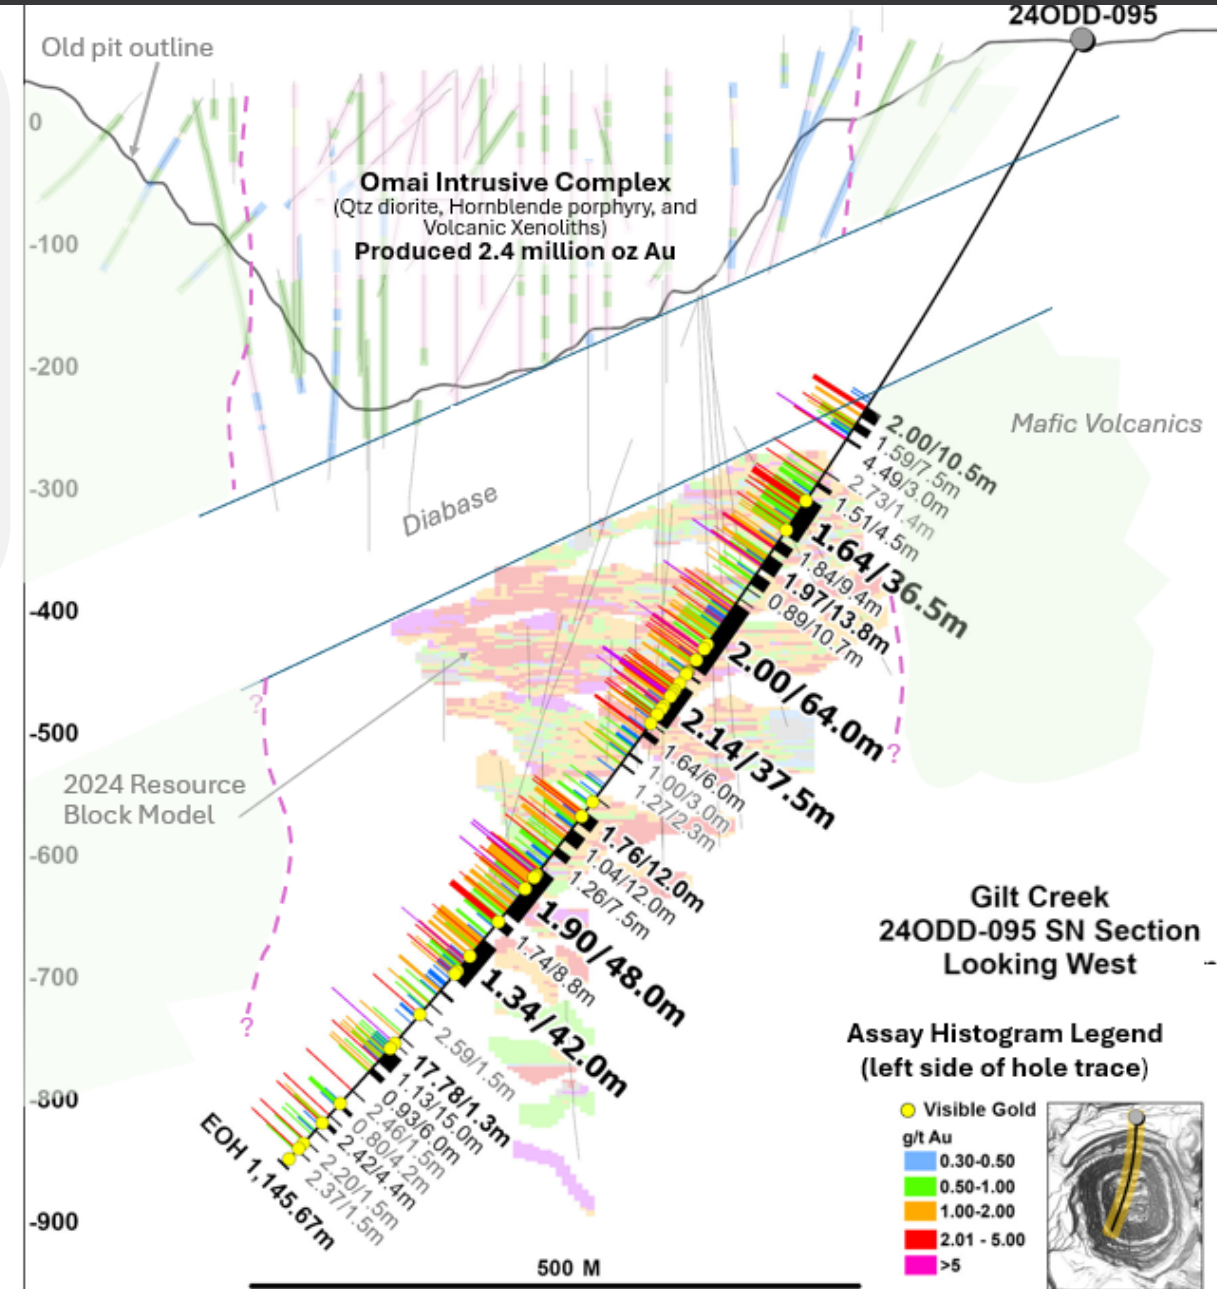 24ODD-095
Old pit outline
0
-100
-200
-300
-400
-500
-600
-700
-800
-900
Omai Intrusive Complex
(Qtz diorite, Hornblende porphyry, and
Volcanic Xenoliths)
Produced 2.4 million oz Au
Mafic Volcanics
Diabase
2.00/10.5m
1.59/7.5m
4.49/3.0m
2.73/1.4m
1.51/4.5m
1.64/36.5m
1.84/9.4m
1.97/13.8m
0.89/10.7m
2.00/64.0m
2.14/37.5m
1.64/6.0m
1.00/3.0m
1.27/2.3m
1.76/12.0m
1.04/12.0m
1.26/7.5m
1.90/48.0m
1.74/8.8m
1.34/42.0m
2.59/1.5m
17.78/1.3m
1.13/15.0m
0.93/6.0m
2.46/1.5m
0.80/4.2m
2.42/4.4m
2.20/1.5m
2.37/1.5m
EOH 1,145.67m
?
?
?
2024 Resource
Block Model
Gilt Creek
24ODD-095 SN Section
Looking West
Assay Histogram Legend
(left side of hole trace)
Visible Gold
g/t Au
0.30-0.50
0.50-1.00
1.00-2.00
2.01 - 5.00
>5
500 M